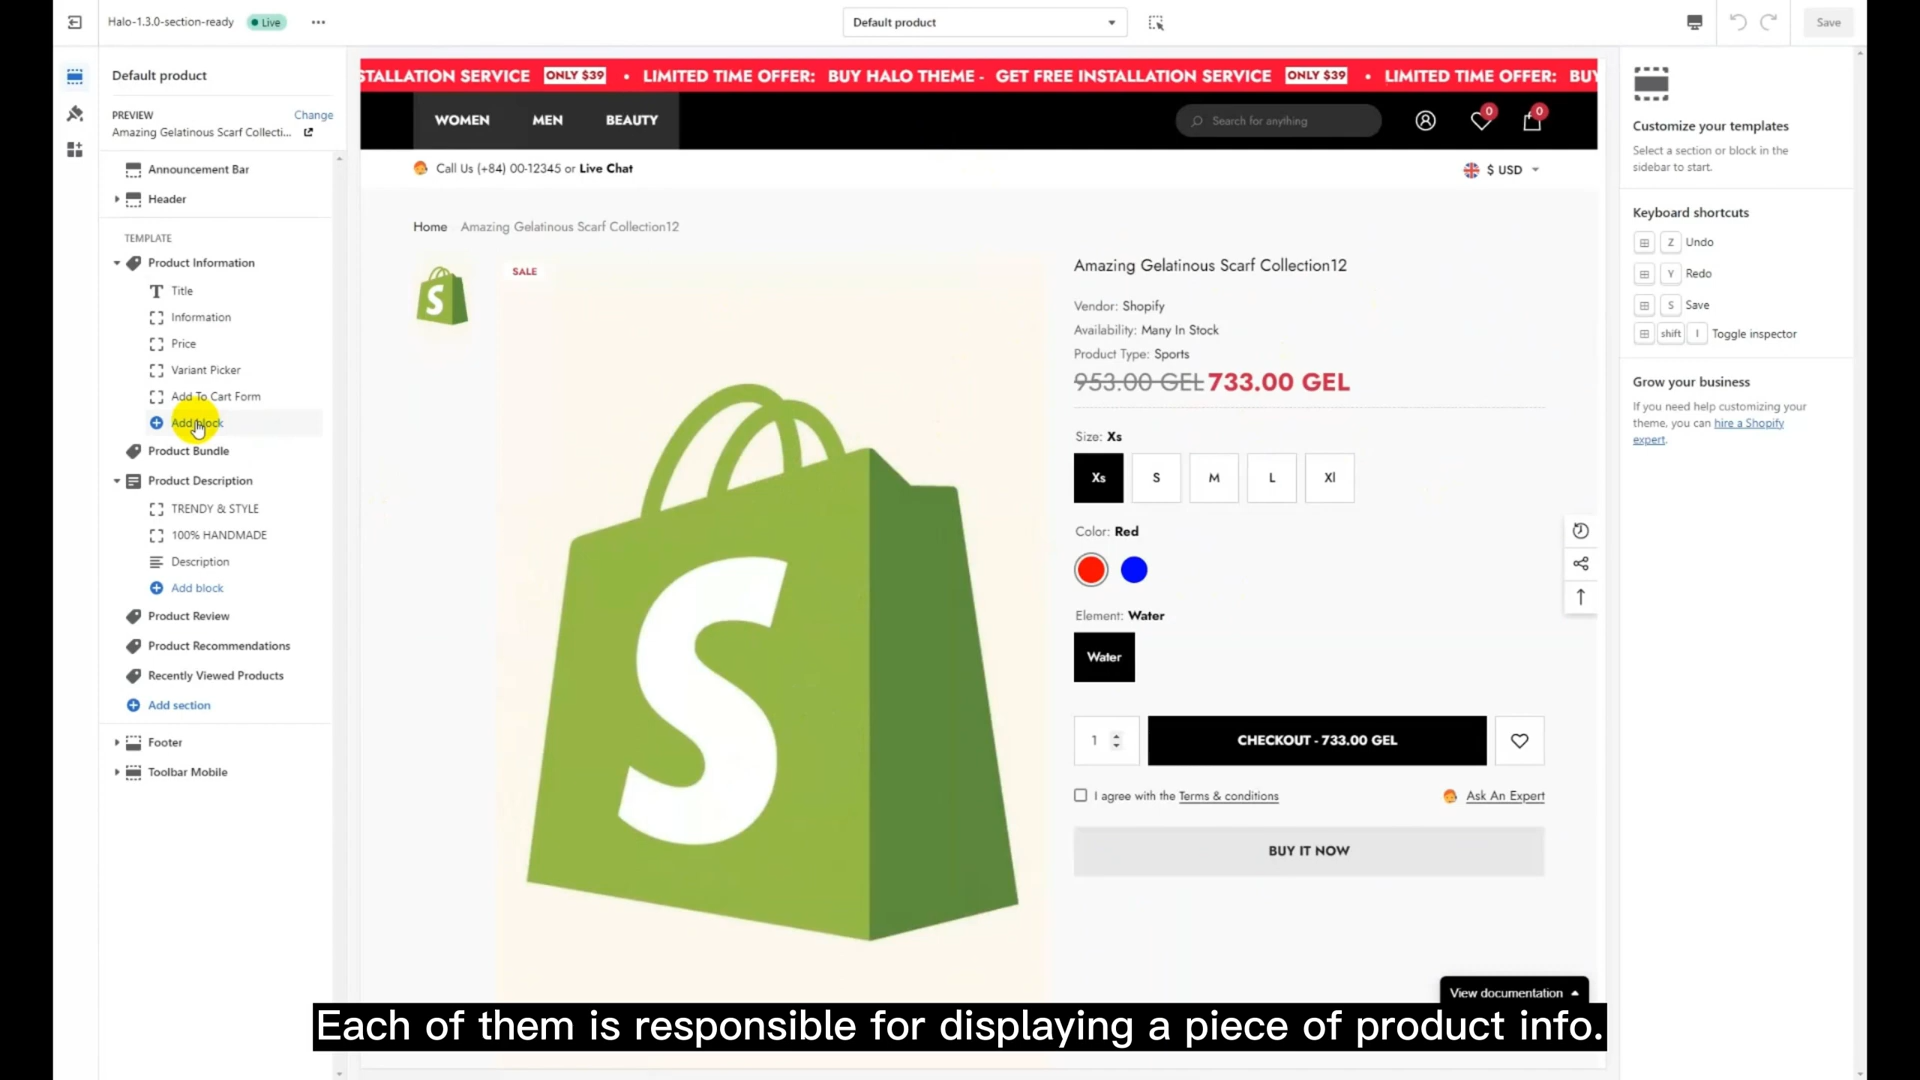 Halo-1.3.0-section-ready
Live
Default product
Save
Default product
PREVIEW
Change
Amazing Gelatinous Scarf Collecti...
Announcement Bar
Header
TEMPLATE
Product Information
Title
Information
Price
Variant Picker
Add To Cart Form
Add block
Product Bundle
Product Description
TRENDY & STYLE
100% HANDMADE
Description
Add block
Product Review
Product Recommendations
Recently Viewed Products
Add section
Footer
Toolbar Mobile
STALLATION SERVICE ONLY $39 • LIMITED TIME OFFER: BUY HALO THEME - GET FREE INSTALLATION SERVICE ONLY $39 • LIMITED TIME OFFER: BUY
WOMEN MEN BEAUTY
Search for anything
0
0
Call Us (+84) 00-12345 or Live Chat
$ USD
Home Amazing Gelatinous Scarf Collection12
SALE
S
S
Amazing Gelatinous Scarf Collection12
Vendor: Shopify
Availability: Many In Stock
Product Type: Sports
953.00 GEL 733.00 GEL
Size: Xs
Xs S M L Xl
Color: Red
Element: Water
Water
1
CHECKOUT - 733.00 GEL
I agree with the Terms & conditions
Ask An Expert
BUY IT NOW
View documentation
Customize your templates
Select a section or block in the
sidebar to start.
Keyboard shortcuts
Z Undo
Y Redo
S Save
shift I Toggle inspector
Grow your business
If you need help customizing your
theme, you can hire a Shopify
expert.
Each of them is responsible for displaying a piece of product info.